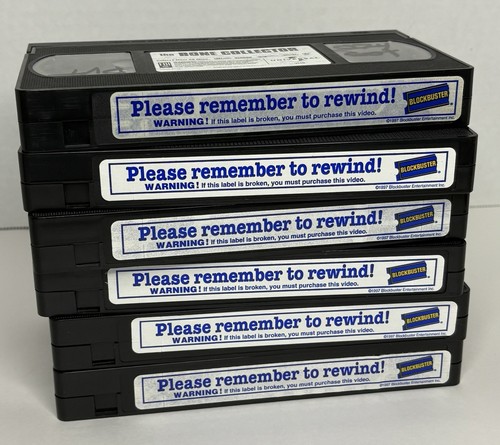 BONE COLLECTOR
Please remember to rewind!
BLOCKBUSTER
WARNING! If this label is broken, you must purchase this video.
©1997 Blockbuster Entertainment Inc.
Please remember to rewind!
BLOCKBUSTER
WARNING! If this label is broken, you must purchase this video.
©1997 Blockbuster Entertainment Inc.
Please remember to rewind!
BLOCKBUSTER
WARNING! If this label is broken, you must purchase this video.
©1997 Blockbuster Entertainment Inc.
Please remember to rewind!
BLOCKBUSTER
WARNING! If this label is broken, you must purchase this video.
©1997 Blockbuster Entertainment Inc.
Please remember to rewind!
BLOCKBUSTER
WARNING! If this label is broken, you must purchase this video.
©1997 Blockbuster Entertainment Inc.
Please remember to rewind!
BLOCKBUSTER
WARNING! If this label is broken, you must purchase this video.
©1997 Blockbuster Entertainment Inc.